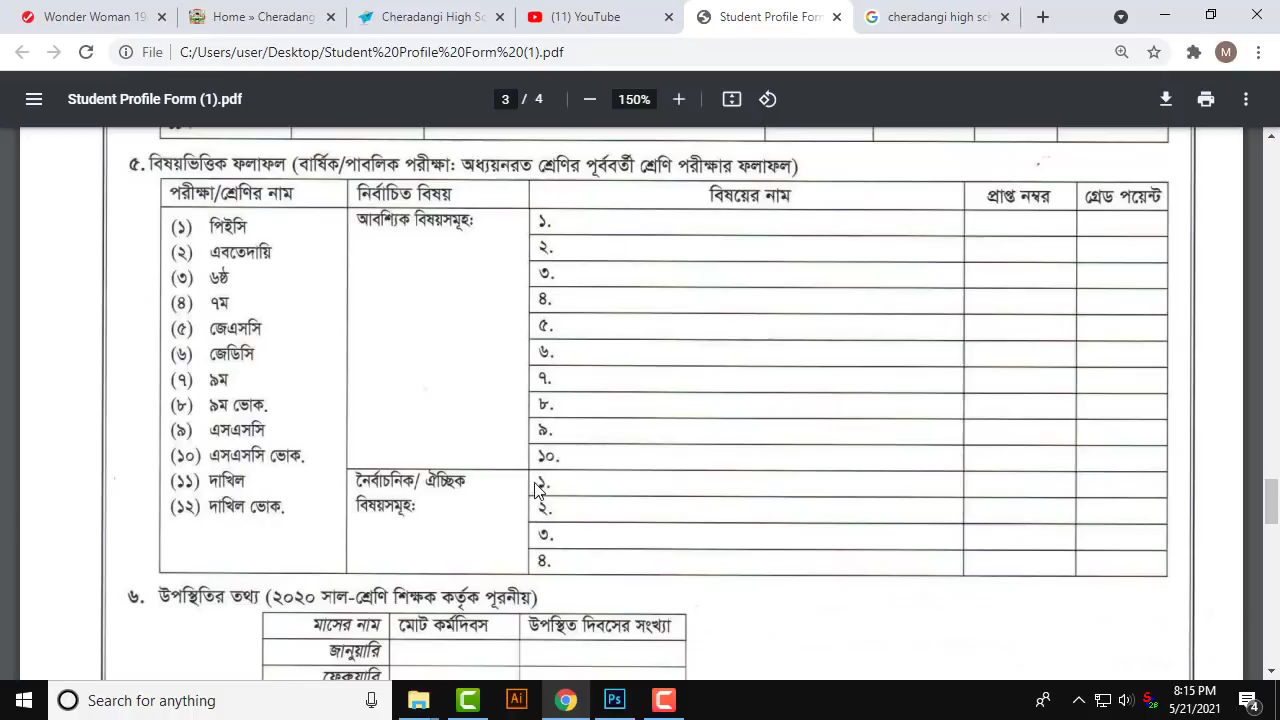 Wonder Woman 19
Home » Cheradang
Cheradangi High Sc
(11) YouTube
Student Profile Form
cheradangi high sch
File
C:/Users/user/Desktop/Student%20Profile%20Form%20(1).pdf
M
Student Profile Form (1).pdf
3 / 4
150%
৫. বিষয়ভিত্তিক ফলাফল (বার্ষিক/পাবলিক পরীক্ষা: অধ্যয়নরত শ্রেণির পূর্ববর্তী শ্রেণি পরীক্ষার ফলাফল)
পরীক্ষা/শ্রেণির নাম
নির্বাচিত বিষয়
বিষয়ের নাম
প্রাপ্ত নম্বর
গ্রেড পয়েন্ট
(১) পিইসি
(২) এবতেদায়ি
(৩) ৬ষ্ঠ
(৪) ৭ম
(৫) জেএসসি
(৬) জেডিসি
(৭) ৯ম
(৮) ৯ম ভোক.
(৯) এসএসসি
(১০) এসএসসি ভোক.
(১১) দাখিল
(১২) দাখিল ভোক.
আবশ্যিক বিষয়সমূহ:
১.
২.
৩.
৪.
৫.
৬.
৭.
৮.
৯.
১০.
নৈর্বাচনিক/ ঐচ্ছিক
বিষয়সমূহ:
১.
২.
৩.
৪.
৬. উপস্থিতির তথ্য (২০২০ সাল-শ্রেণি শিক্ষক কর্তৃক পূরনীয়)
মাসের নাম
মোট কর্মদিবস
উপস্থিত দিবসের সংখ্যা
জানুয়ারি
ফেব্রুয়ারি
Search for anything
Ai
Ps
28
8:15 PM
5/21/2021
4